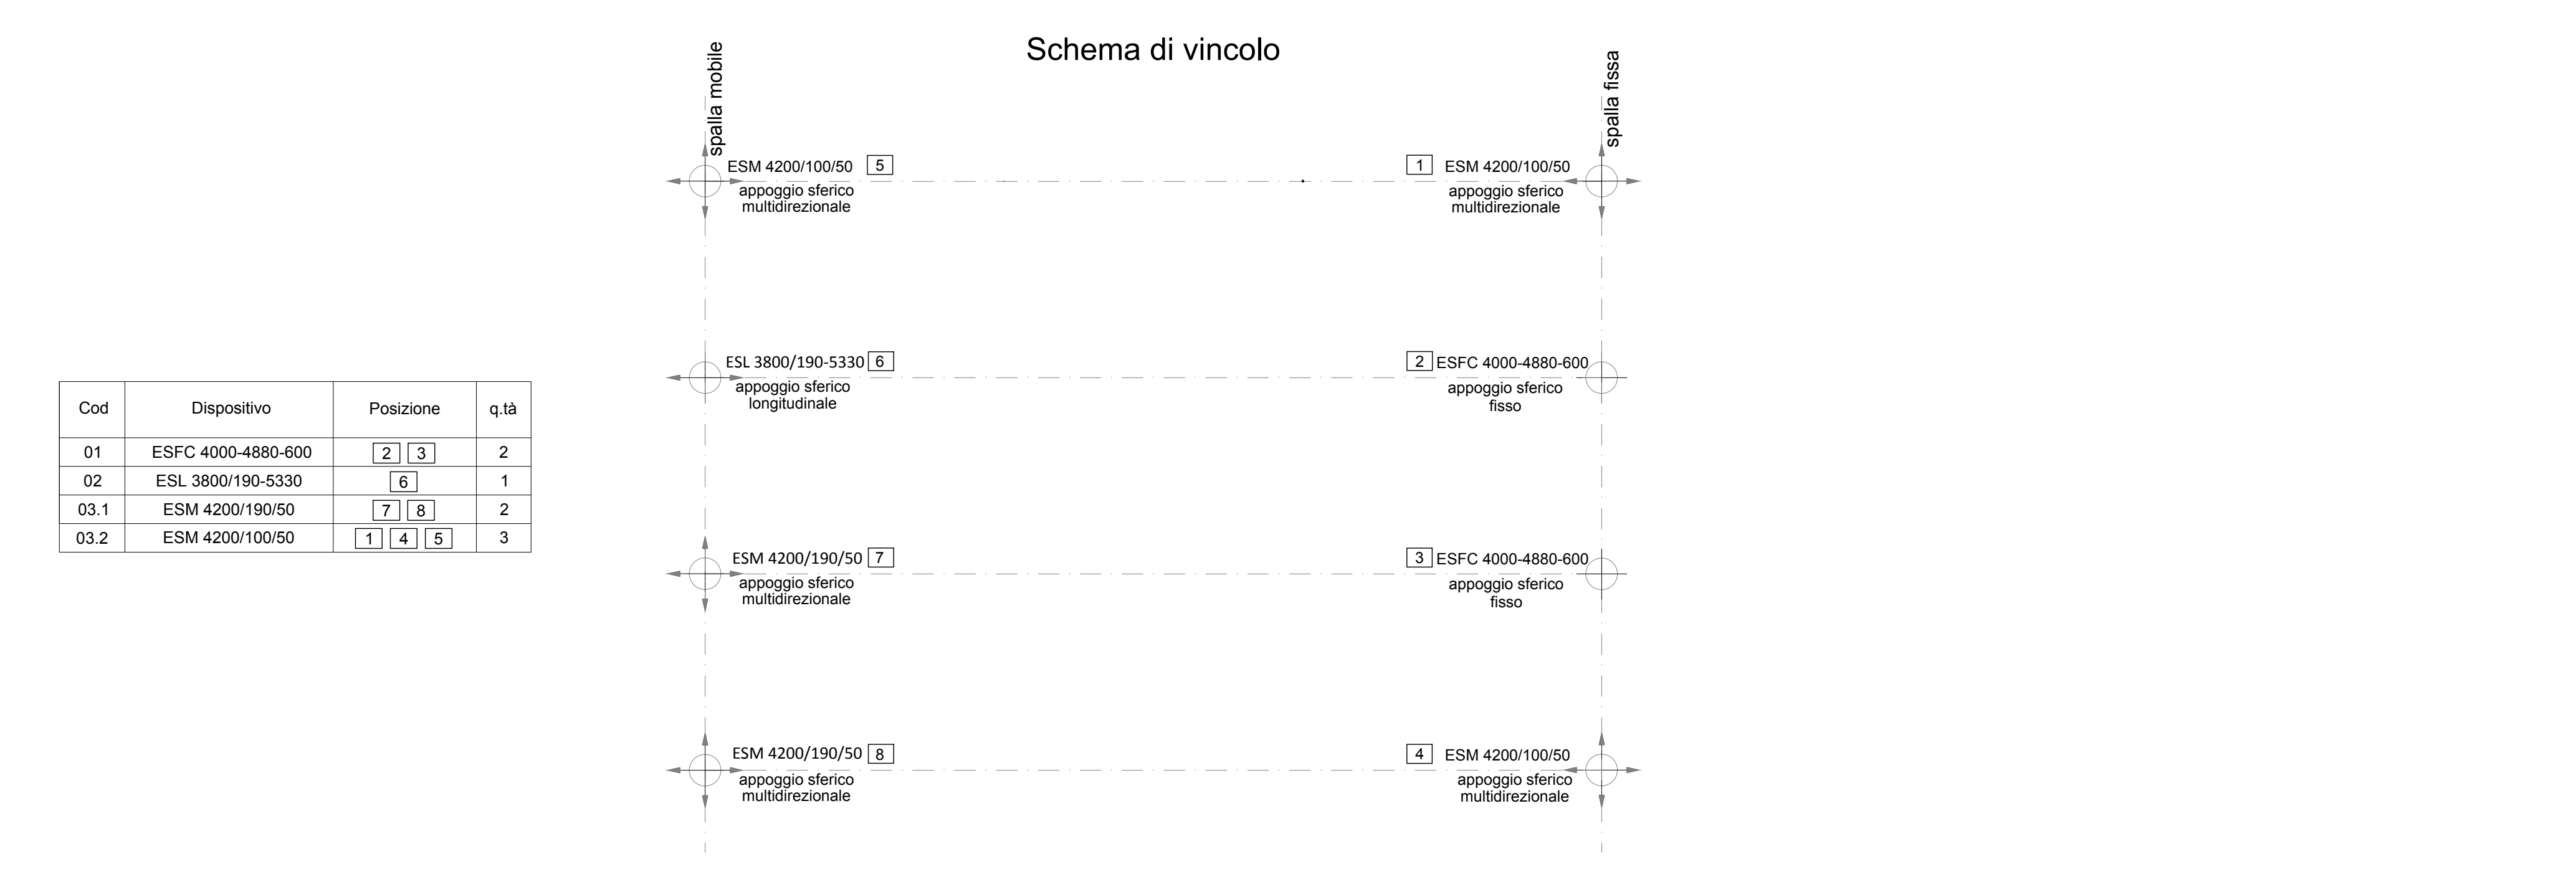 Schema di vincolo
spalla mobile
spalla fissa
ESM 4200/100/50 5
appoggio sferico
multidirezionale
1 ESM 4200/100/50
appoggio sferico
multidirezionale
ESL 3800/190-5330 6
appoggio sferico
longitudinale
2 ESFC 4000-4880-600
appoggio sferico
fisso
Cod Dispositivo Posizione q.tà
01 ESFC 4000-4880-600 2 3 2
02 ESL 3800/190-5330 6 1
03.1 ESM 4200/190/50 7 8 2
03.2 ESM 4200/100/50 1 4 5 3
ESM 4200/190/50 7
appoggio sferico
multidirezionale
3 ESFC 4000-4880-600
appoggio sferico
fisso
ESM 4200/190/50 8
appoggio sferico
multidirezionale
4 ESM 4200/100/50
appoggio sferico
multidirezionale